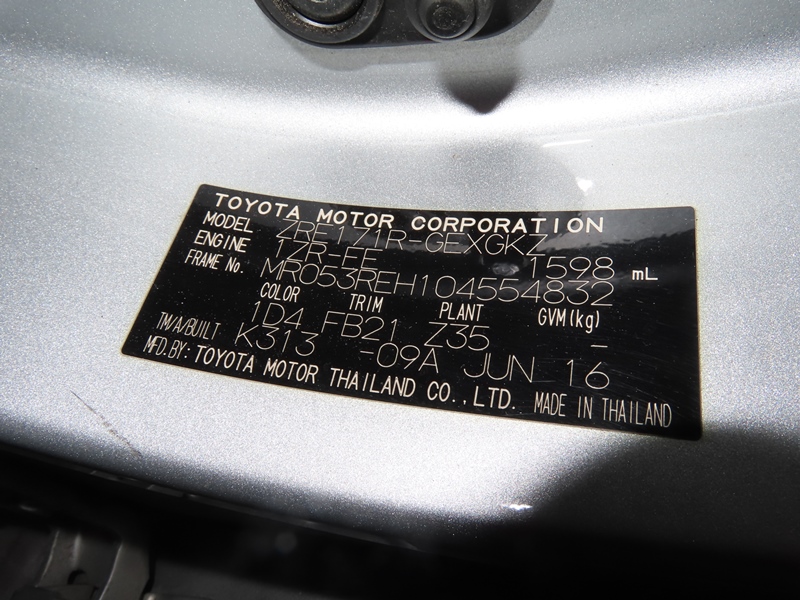 TOYOTA MOTOR CORPORATION
MODEL ZRE171R-GEXGKZ
ENGINE 1ZR-FE 1598 mL
FRAME No. MR053REH104554832
COLOR TRIM PLANT GVM(kg)
1D4 FB21 Z35 –
TM/A/BUILT K313 -09A JUN 16
MFD.BY: TOYOTA MOTOR THAILAND CO.,LTD. MADE IN THAILAND